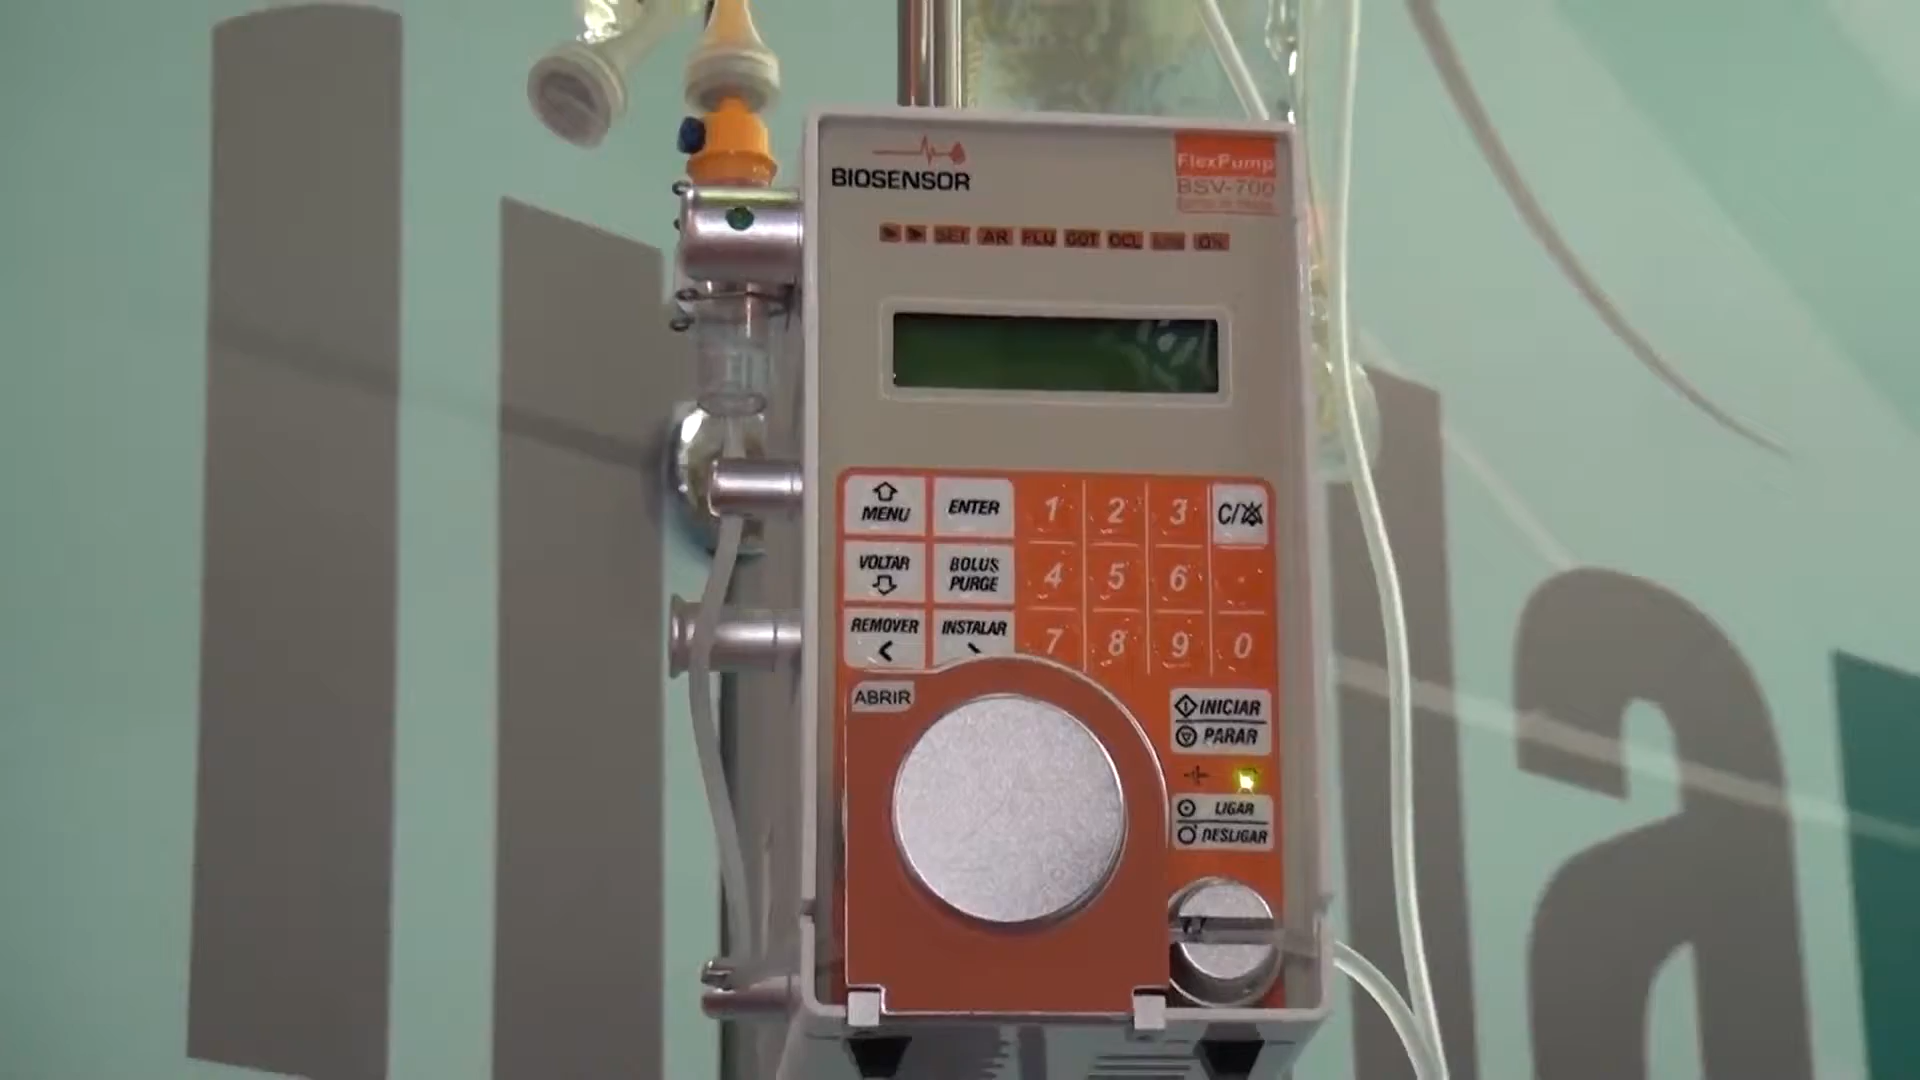 BIOSENSOR
FlexPump
BSV-700
SET AR FLU GOT OCL ON
MENU ENTER 1 2 3 C/
VOLTAR BOLUS PURGE 4 5 6 .
REMOVER < INSTALAR > 7 8 9 0
ABRIR
INICIAR
PARAR
LIGAR
DESLIGAR
lila